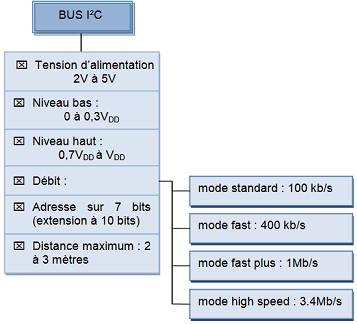 BUS I²C
☒ Tension d'alimentation
2V à 5V
☒ Niveau bas :
0 à 0,3VDD
☒ Niveau haut :
0,7VDD à VDD
☒ Débit :
☒ Adresse sur 7 bits
(extension à 10 bits)
☒ Distance maximum : 2
à 3 mètres
mode standard : 100 kb/s
mode fast : 400 kb/s
mode fast plus : 1Mb/s
mode high speed : 3.4Mb/s